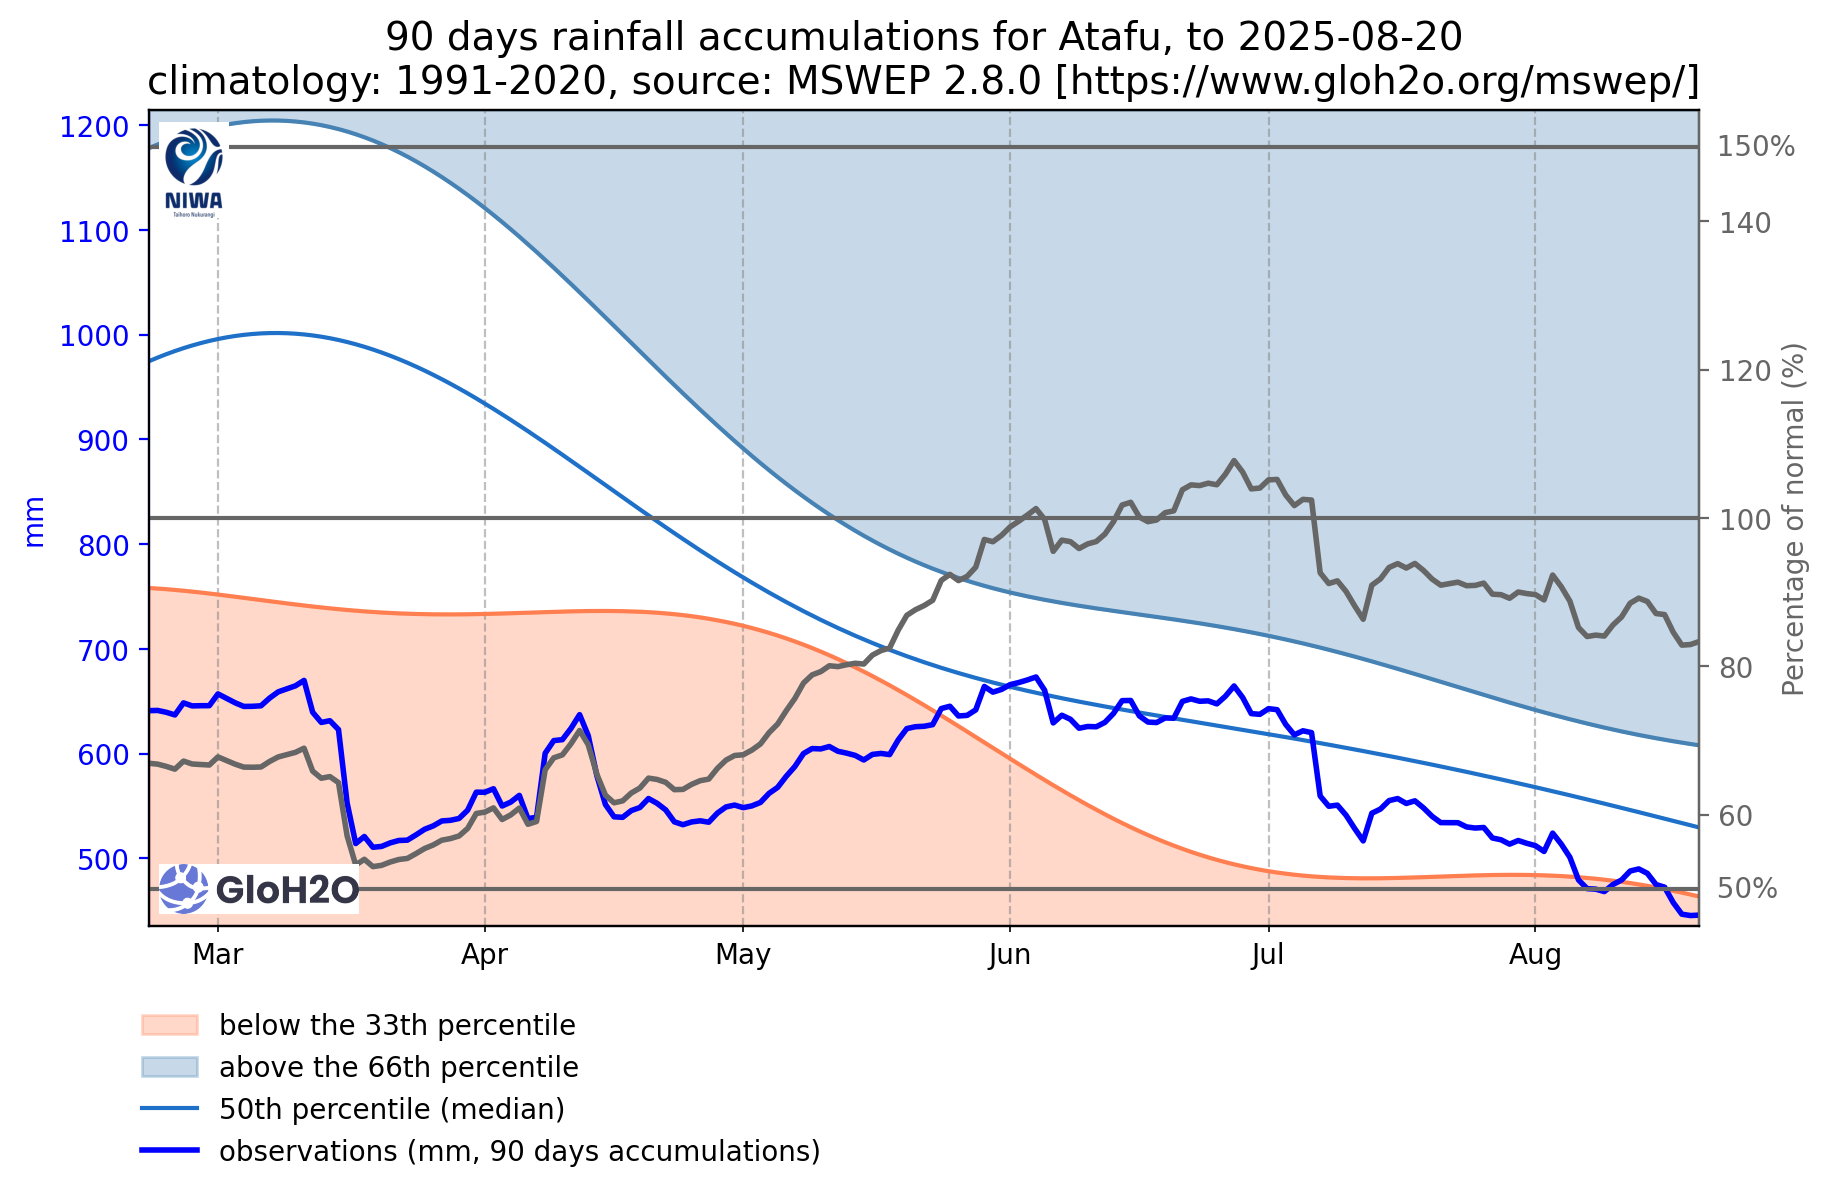 90 days rainfall accumulations for Atafu, to 2025-08-20
climatology: 1991-2020, source: MSWEP 2.8.0 [https://www.gloh2o.org/mswep/]
1200
1100
1000
900
800
700
600
500
mm
NIWA
Taihoro Nukurangi
GloH2O
150%
140
120
100
80
60
50%
Percentage of normal (%)
Mar
Apr
May
Jun
Jul
Aug
below the 33th percentile
above the 66th percentile
50th percentile (median)
observations (mm, 90 days accumulations)